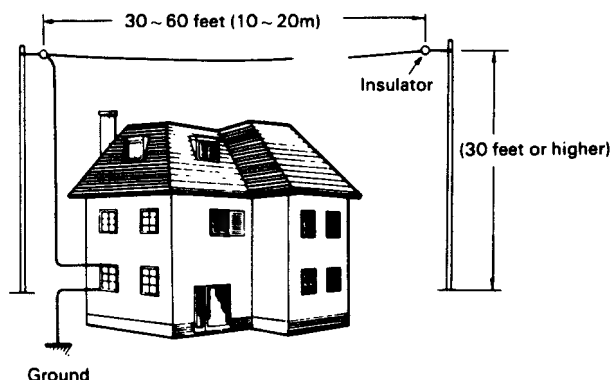 30 ~ 60 feet (10 ~ 20m)
Insulator
(30 feet or higher)
Ground